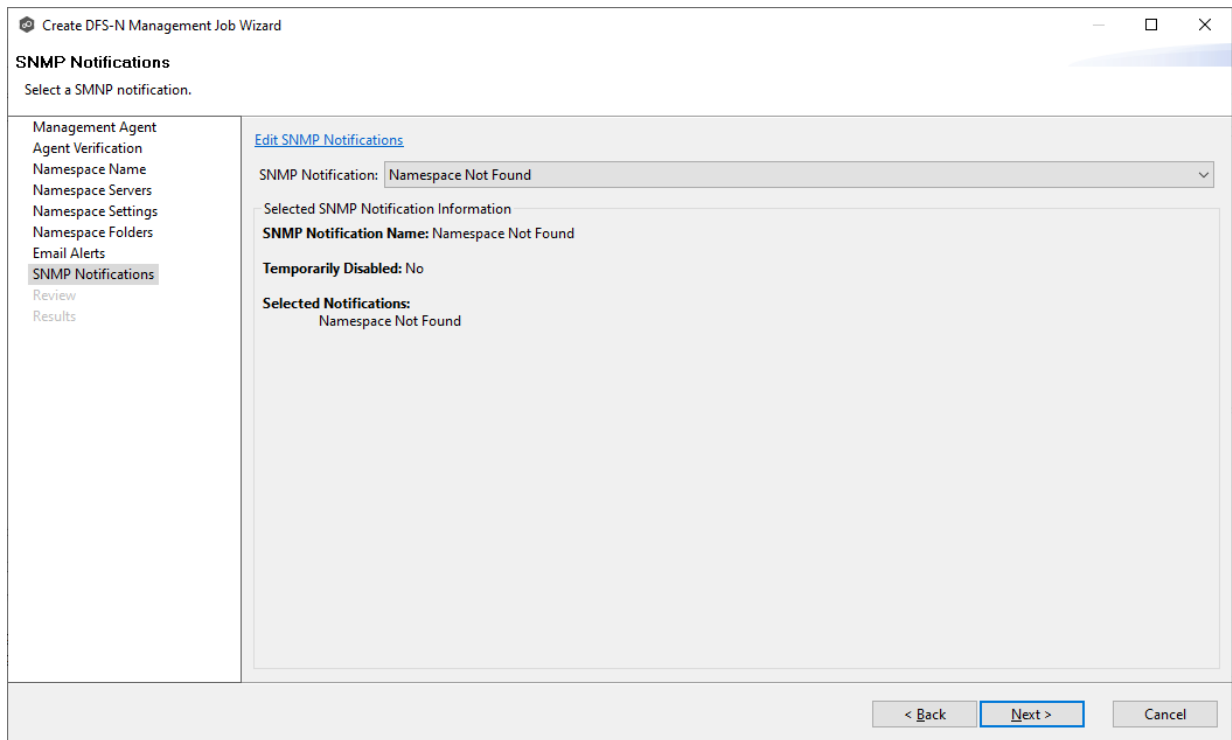 Create DFS-N Management Job Wizard
SNMP Notifications
Select a SMNP notification.
Management Agent
Agent Verification
Namespace Name
Namespace Servers
Namespace Settings
Namespace Folders
Email Alerts
SNMP Notifications
Review
Results
Edit SNMP Notifications
SNMP Notification: Namespace Not Found
Selected SNMP Notification Information
SNMP Notification Name: Namespace Not Found
Temporarily Disabled: No
Selected Notifications:
Namespace Not Found
< Back Next > Cancel